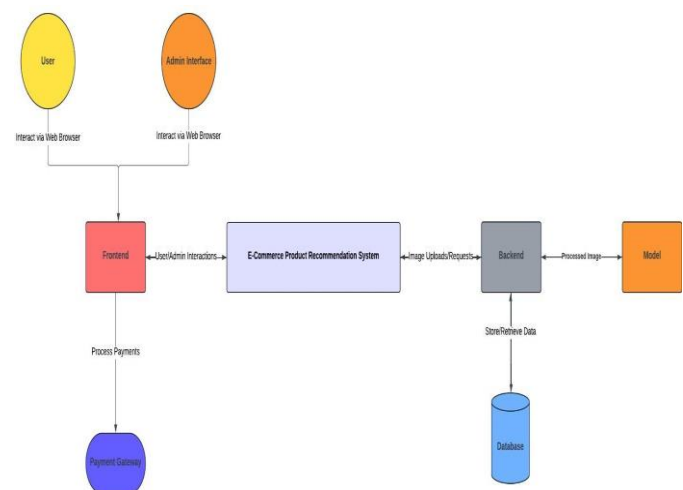 User
Admin Interface
Interact via Web Browser
Interact via Web Browser
Frontend
User/Admin Interactions
E-Commerce Product Recommendation System
Image Uploads/Requests
Backend
Processed Image
Model
Process Payments
Store/Retrieve Data
Payment Gateway
Database